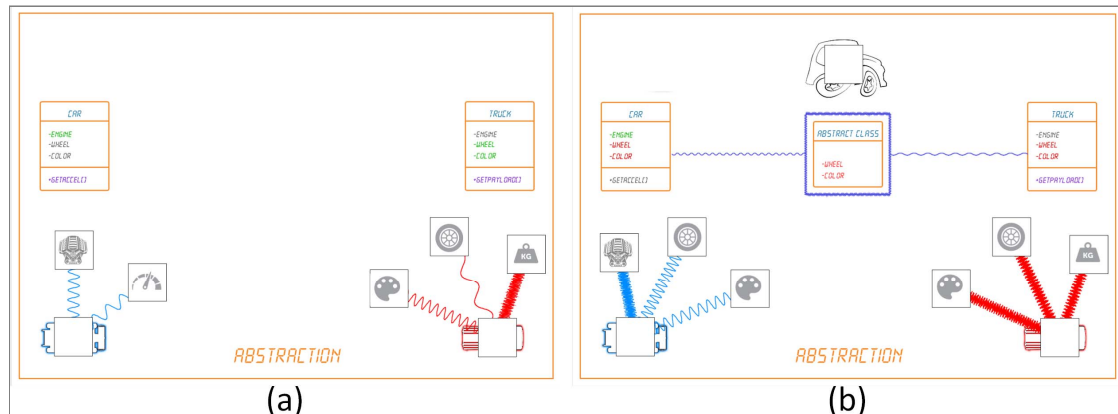 CAR
-ENGINE
-WHEEL
-COLOR
+GETACCEL()
TRUCK
-ENGINE
-WHEEL
-COLOR
+GETPAYLOAD()
KG
ABSTRACTION
(a)
CAR
-ENGINE
-WHEEL
-COLOR
+GETACCEL()
ABSTRACT CLASS
-WHEEL
-COLOR
TRUCK
-ENGINE
-WHEEL
-COLOR
+GETPAYLOAD()
KG
ABSTRACTION
(b)